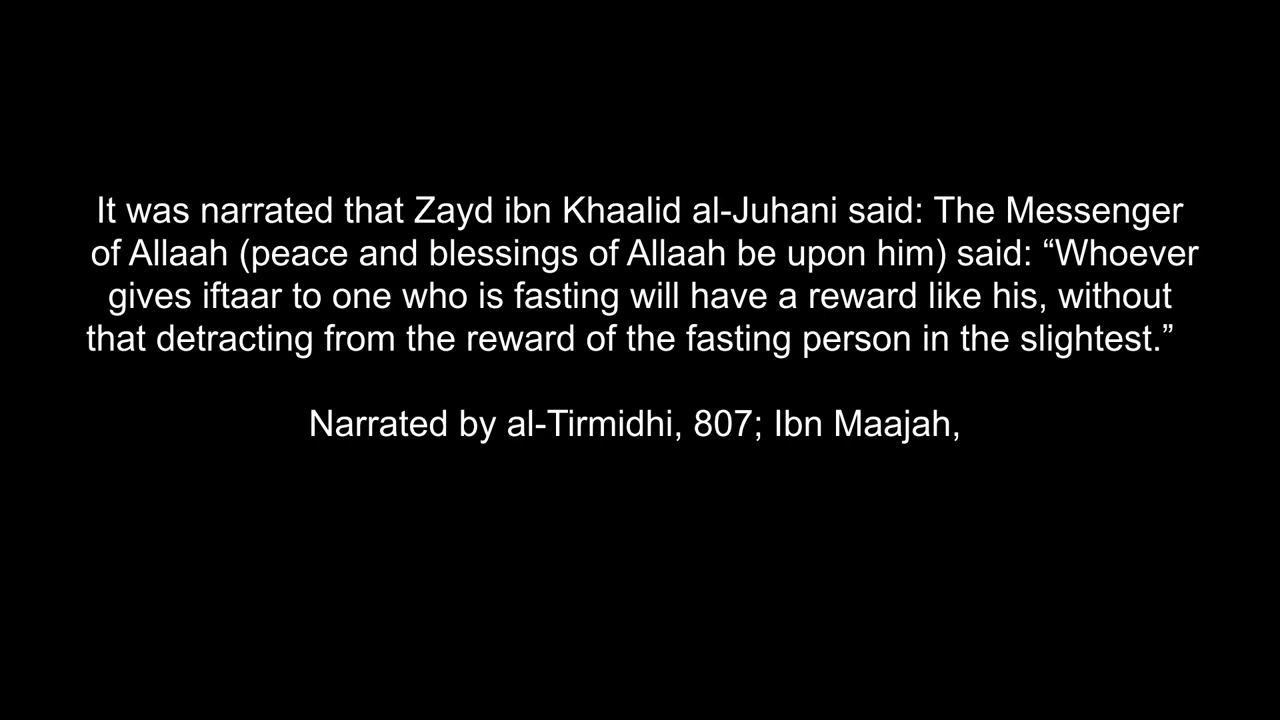 It was narrated that Zayd ibn Khaalid al-Juhani said: The Messenger
of Allaah (peace and blessings of Allaah be upon him) said: “Whoever
gives iftaar to one who is fasting will have a reward like his, without
that detracting from the reward of the fasting person in the slightest.”
Narrated by al-Tirmidhi, 807; Ibn Maajah,